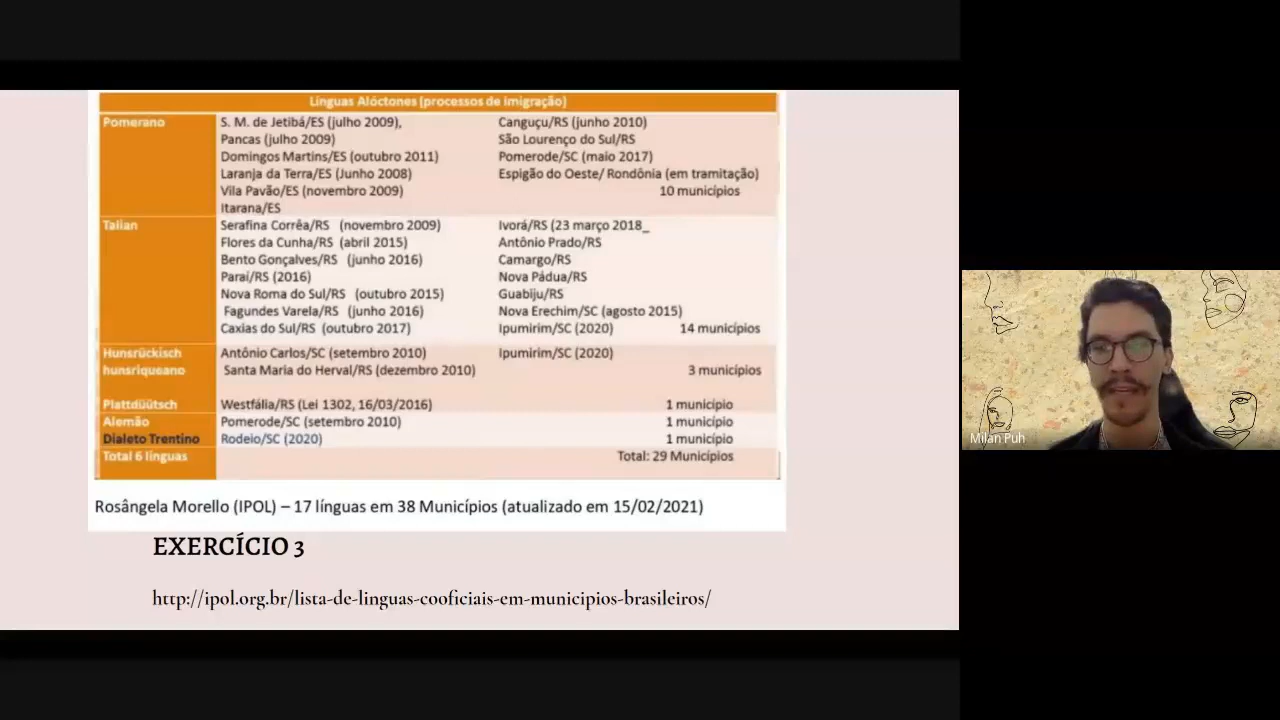 Línguas Alóctones (processos de imigração)
Pomerano
S. M. de Jetibá/ES (julho 2009),
Pancas (julho 2009)
Domingos Martins/ES (outubro 2011)
Laranja da Terra/ES (Junho 2008)
Vila Pavão/ES (novembro 2009)
Itarana/ES
Canguçu/RS (junho 2010)
São Lourenço do Sul/RS
Pomerode/SC (maio 2017)
Espigão do Oeste/ Rondônia (em tramitação)
10 municípios
Talian
Serafina Corrêa/RS (novembro 2009)
Flores da Cunha/RS (abril 2015)
Bento Gonçalves/RS (junho 2016)
Paraí/RS (2016)
Nova Roma do Sul/RS (outubro 2015)
Fagundes Varela/RS (junho 2016)
Caxias do Sul/RS (outubro 2017)
Ivorá/RS (23 março 2018_
Antônio Prado/RS
Camargo/RS
Nova Pádua/RS
Guabiju/RS
Nova Erechim/SC (agosto 2015)
Ipumirim/SC (2020) 14 municípios
Hunsrückisch
hunsriqueano
Antônio Carlos/SC (setembro 2010)
Santa Maria do Herval/RS (dezembro 2010)
Ipumirim/SC (2020)
3 municípios
Plattdüütsch Westfália/RS (Lei 1302, 16/03/2016) 1 município
Alemão Pomerode/SC (setembro 2010) 1 município
Dialeto Trentino Rodeio/SC (2020) 1 município
Total 6 línguas Total: 29 Municípios
Rosângela Morello (IPOL) – 17 línguas em 38 Municípios (atualizado em 15/02/2021)
EXERCÍCIO 3
http://ipol.org.br/lista-de-linguas-cooficiais-em-municipios-brasileiros/
Milan Puh